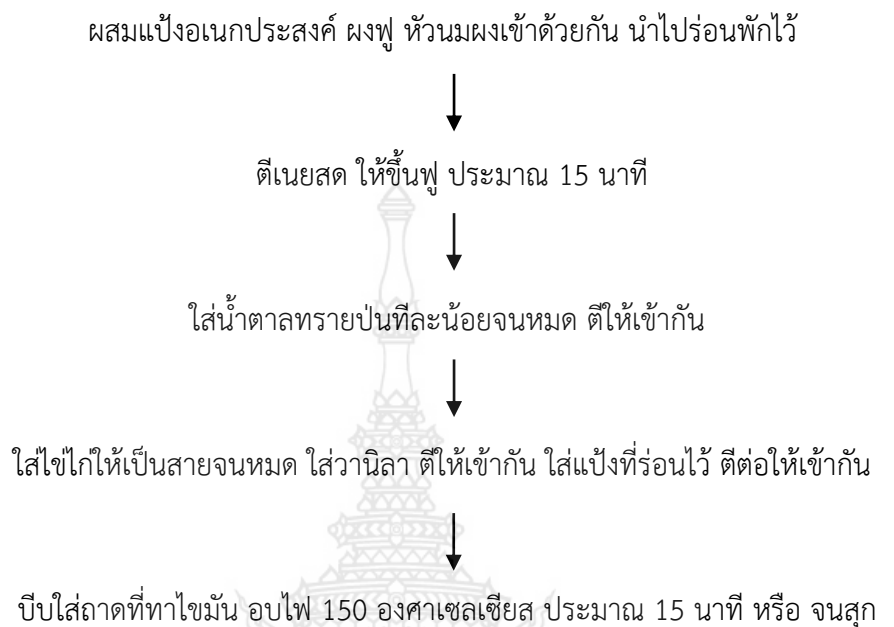 ผสมแป้งอเนกประสงค์ ผงฟู หัวนมผงเข้าด้วยกัน นำไปร่อนพักไว้
ตีเนยสด ให้ขึ้นฟู ประมาณ 15 นาที
ใส่น้ำตาลทรายป่นทีละน้อยจนหมด ตีให้เข้ากัน
ใส่ไข่ไก่ให้เป็นสายจนหมด ใส่วานิลา ตีให้เข้ากัน ใส่แป้งที่ร่อนไว้ ตีต่อให้เข้ากัน
บีบใส่ถาดที่ทาไขมัน อบไฟ 150 องศาเซลเซียส ประมาณ 15 นาที หรือ จนสุก